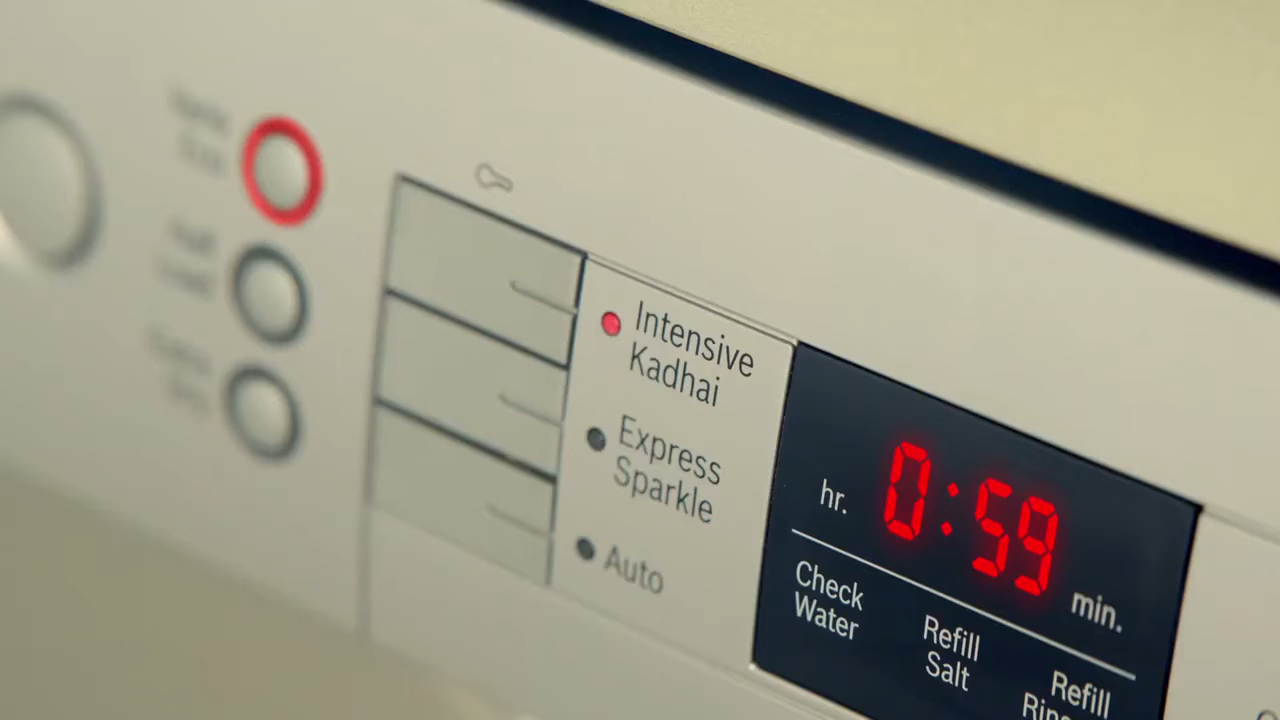 Intensive
Kadhai
Express
Sparkle
Auto
hr. 0:59 min.
Check
Water
Refill
Salt
Refill